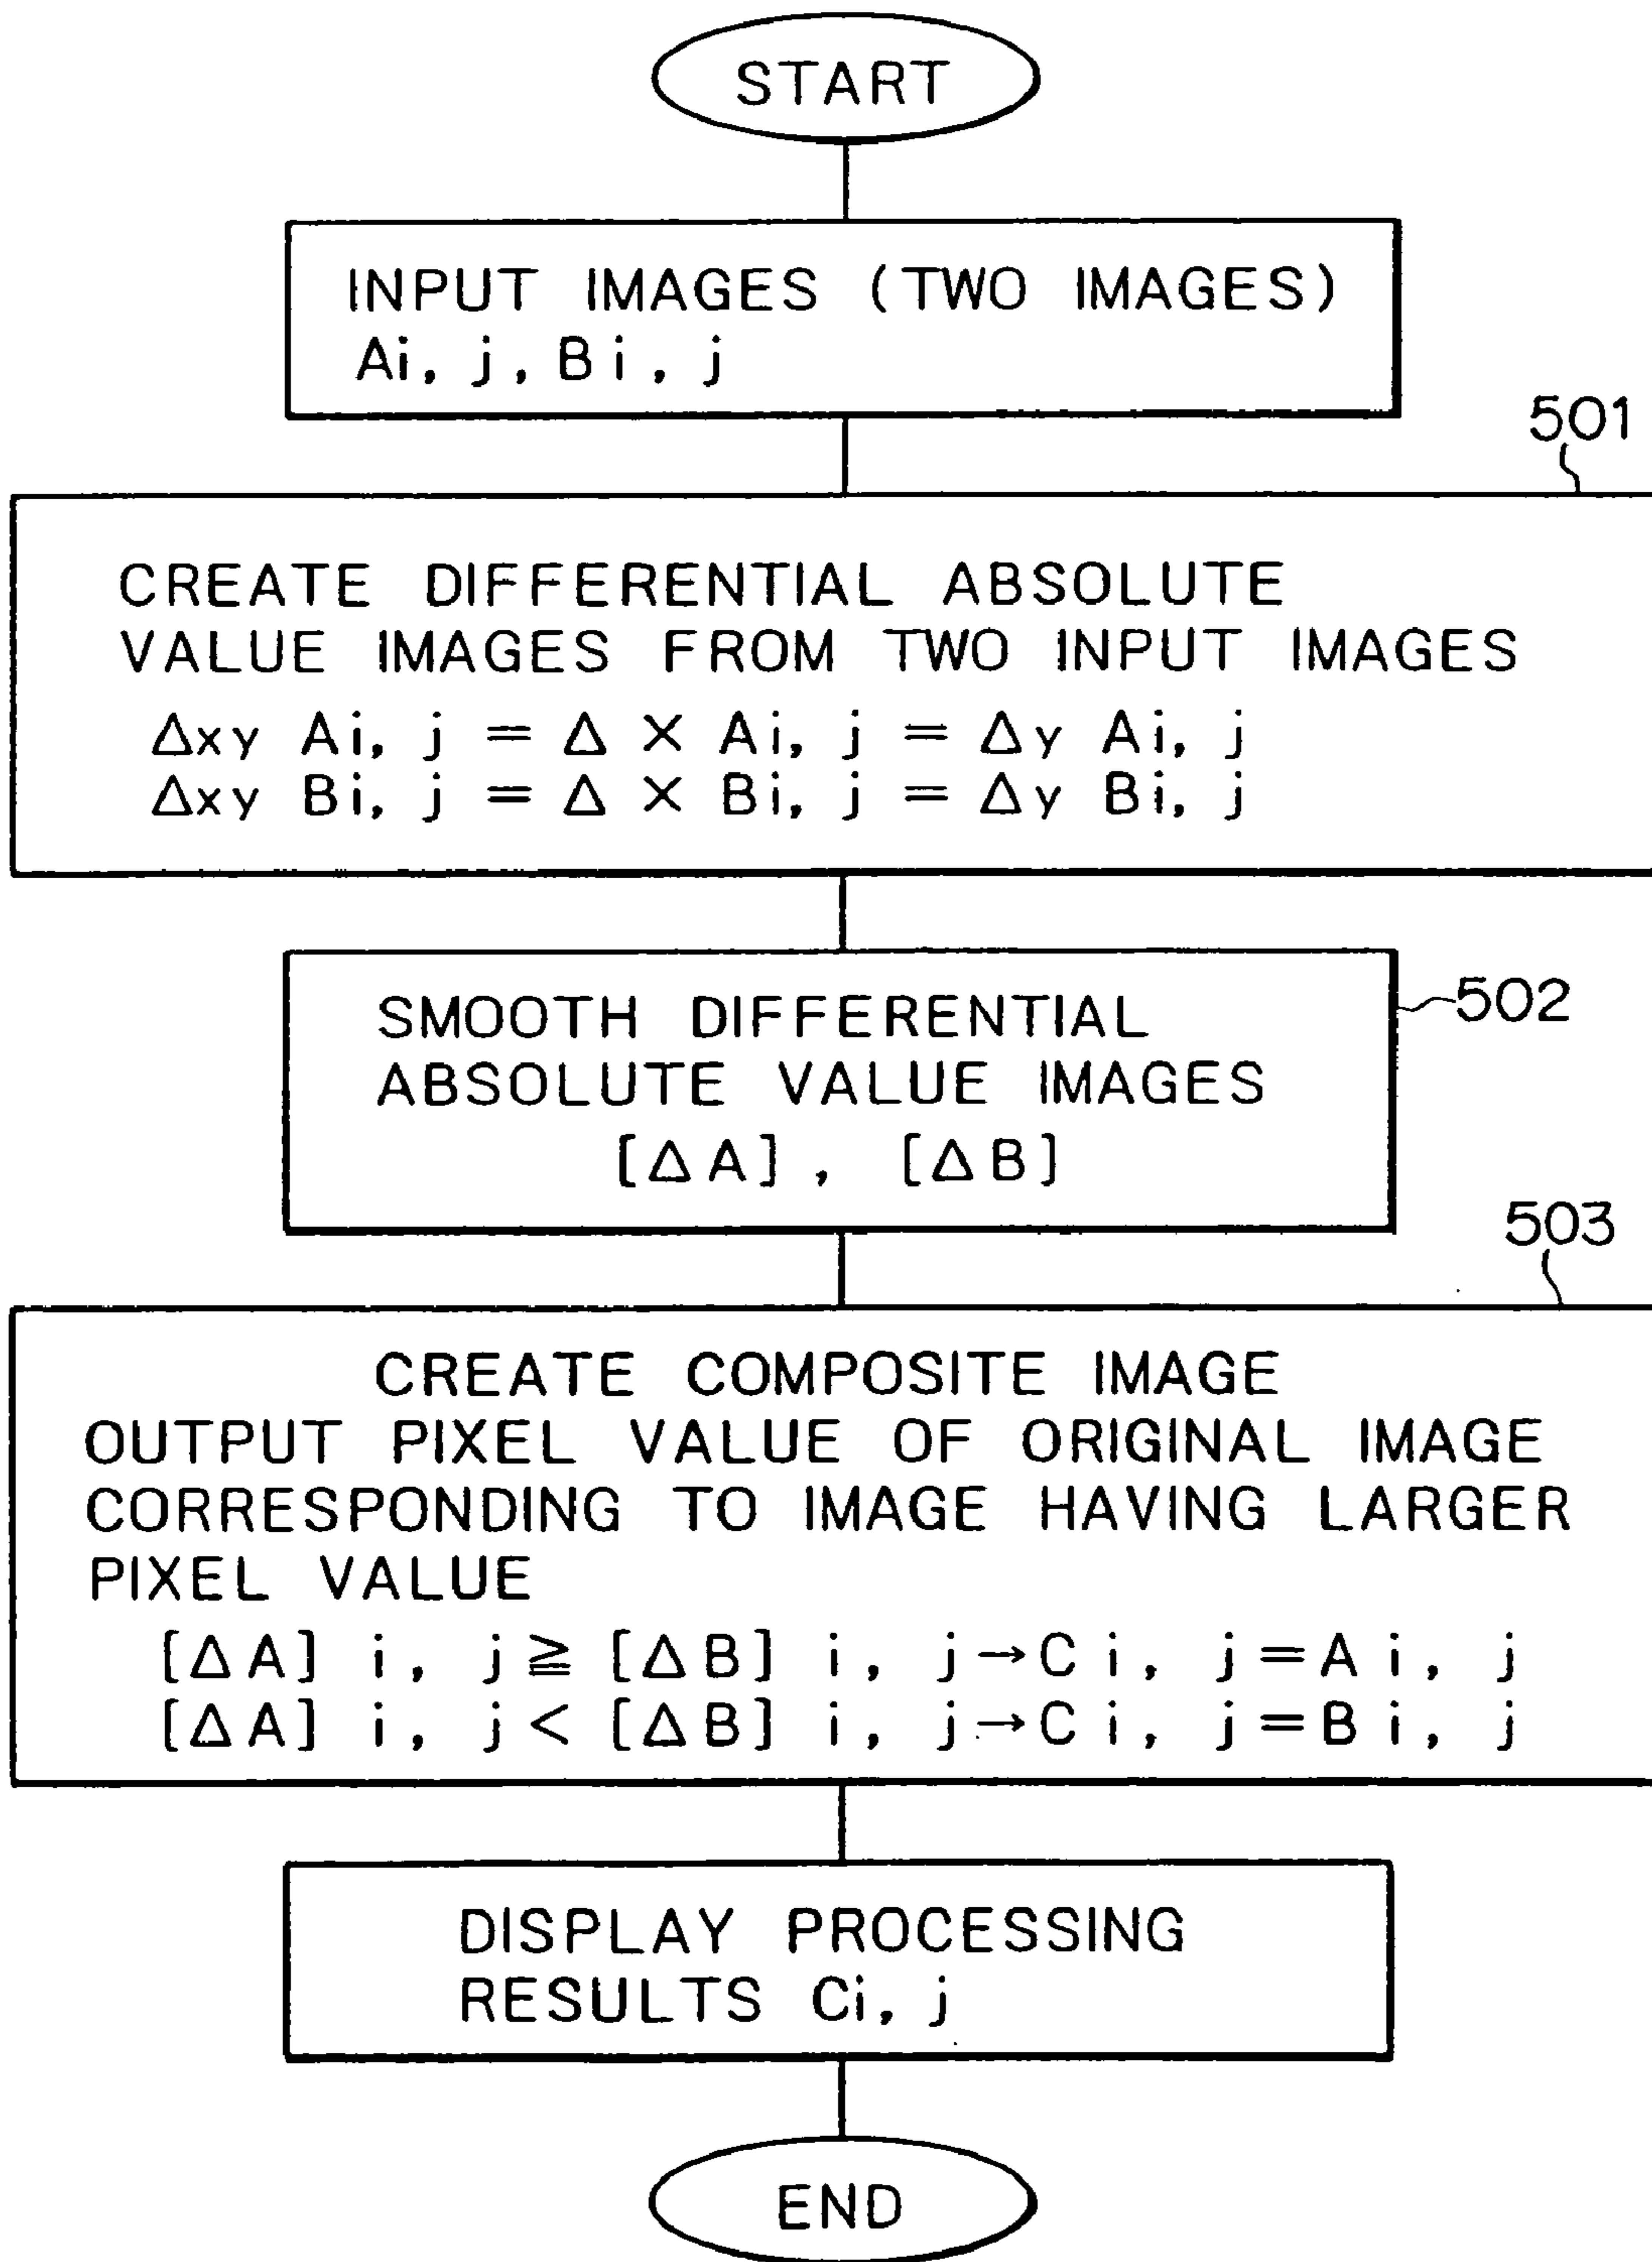 START
INPUT IMAGES (TWO IMAGES)
Ai, j, Bi, j
501
CREATE DIFFERENTIAL ABSOLUTE
VALUE IMAGES FROM TWO INPUT IMAGES
Δxy Ai, j = Δ × Ai, j = Δy Ai, j
Δxy Bi, j = Δ × Bi, j = Δy Bi, j
502
SMOOTH DIFFERENTIAL
ABSOLUTE VALUE IMAGES
[ΔA], [ΔB]
503
CREATE COMPOSITE IMAGE
OUTPUT PIXEL VALUE OF ORIGINAL IMAGE
CORRESPONDING TO IMAGE HAVING LARGER
PIXEL VALUE
[ΔA] i, j ≧ [ΔB] i, j→C i, j=A i, j
[ΔA] i, j < [ΔB] i, j→C i, j=B i, j
DISPLAY PROCESSING
RESULTS Ci, j
END